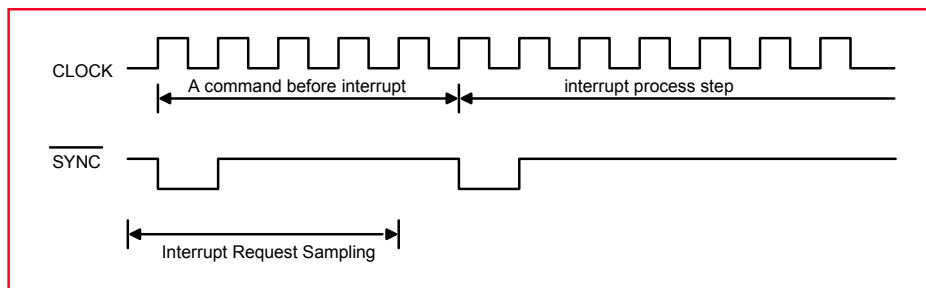 CLOCK
A command before interrupt
interrupt process step
SYNC
Interrupt Request Sampling